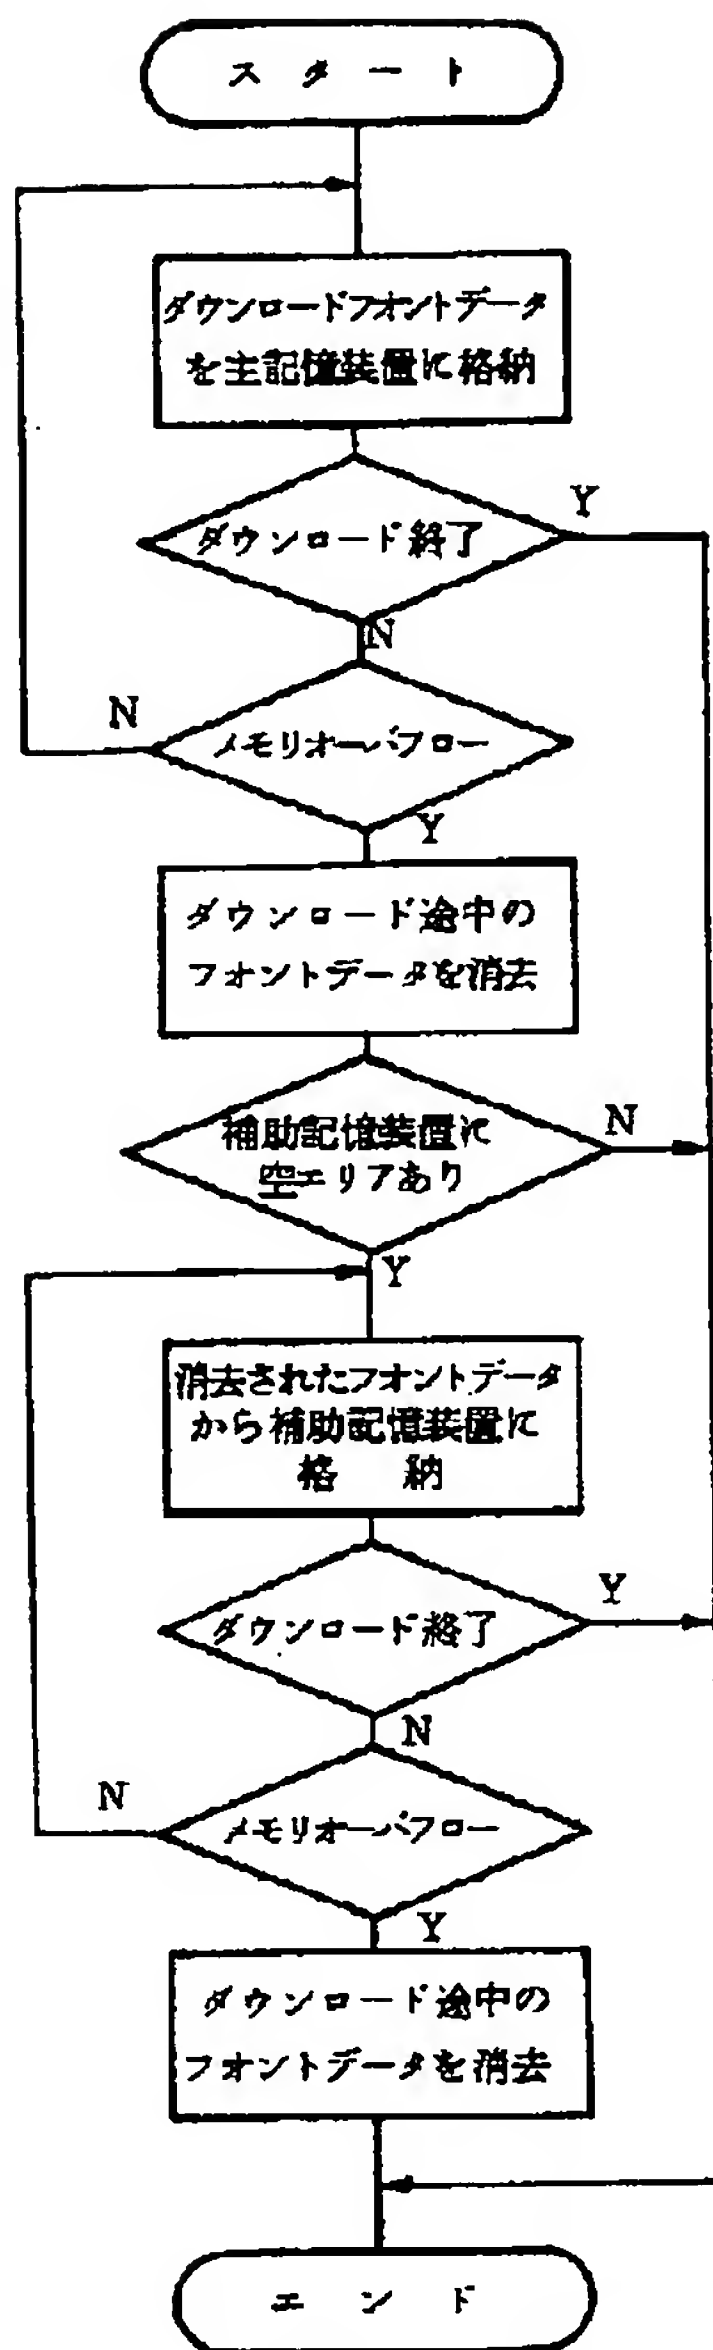 スタート
ダウンロードフォントデータ
を主記憶装置に格納
ダウンロード終了
Y
N
メモリオーバフロー
N
Y
ダウンロード途中の
フォントデータを消去
補助記憶装置に
空エリアあり
N
Y
消去されたフォントデータ
から補助記憶装置に
格 納
ダウンロード終了
Y
N
メモリオーバフロー
N
Y
ダウンロード途中の
フォントデータを消去
エンド